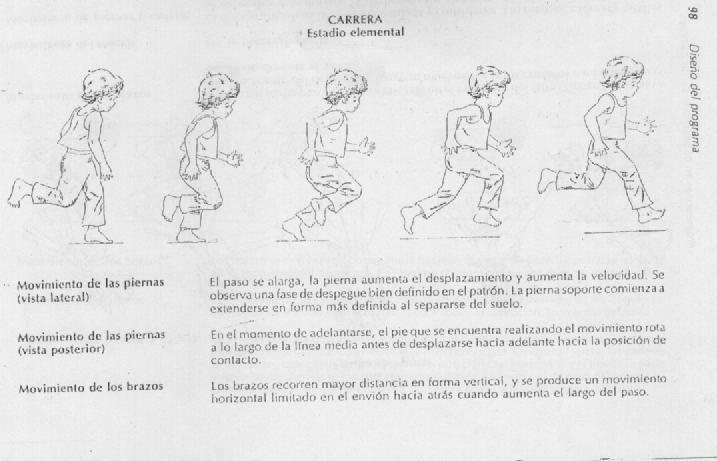 98
Diseño del programa
CARRERA
Estadio elemental
Movimiento de las piernas
(vista lateral)
El paso se alarga, la pierna aumenta el desplazamiento y aumenta la velocidad. Se
observa una fase de despegue bien definido en el patrón. La pierna soporte comienza a
extenderse en forma más definida al separarse del suelo.
Movimiento de las piernas
(vista posterior)
En el momento de adelantarse, el pie que se encuentra realizando el movimiento rota
a lo largo de la línea media antes de desplazarse hacia adelante hacia la posición de
contacto.
Movimiento de los brazos
Los brazos recorren mayor distancia en forma vertical, y se produce un movimiento
horizontal limitado en el envión hacia atrás cuando aumenta el largo del paso.